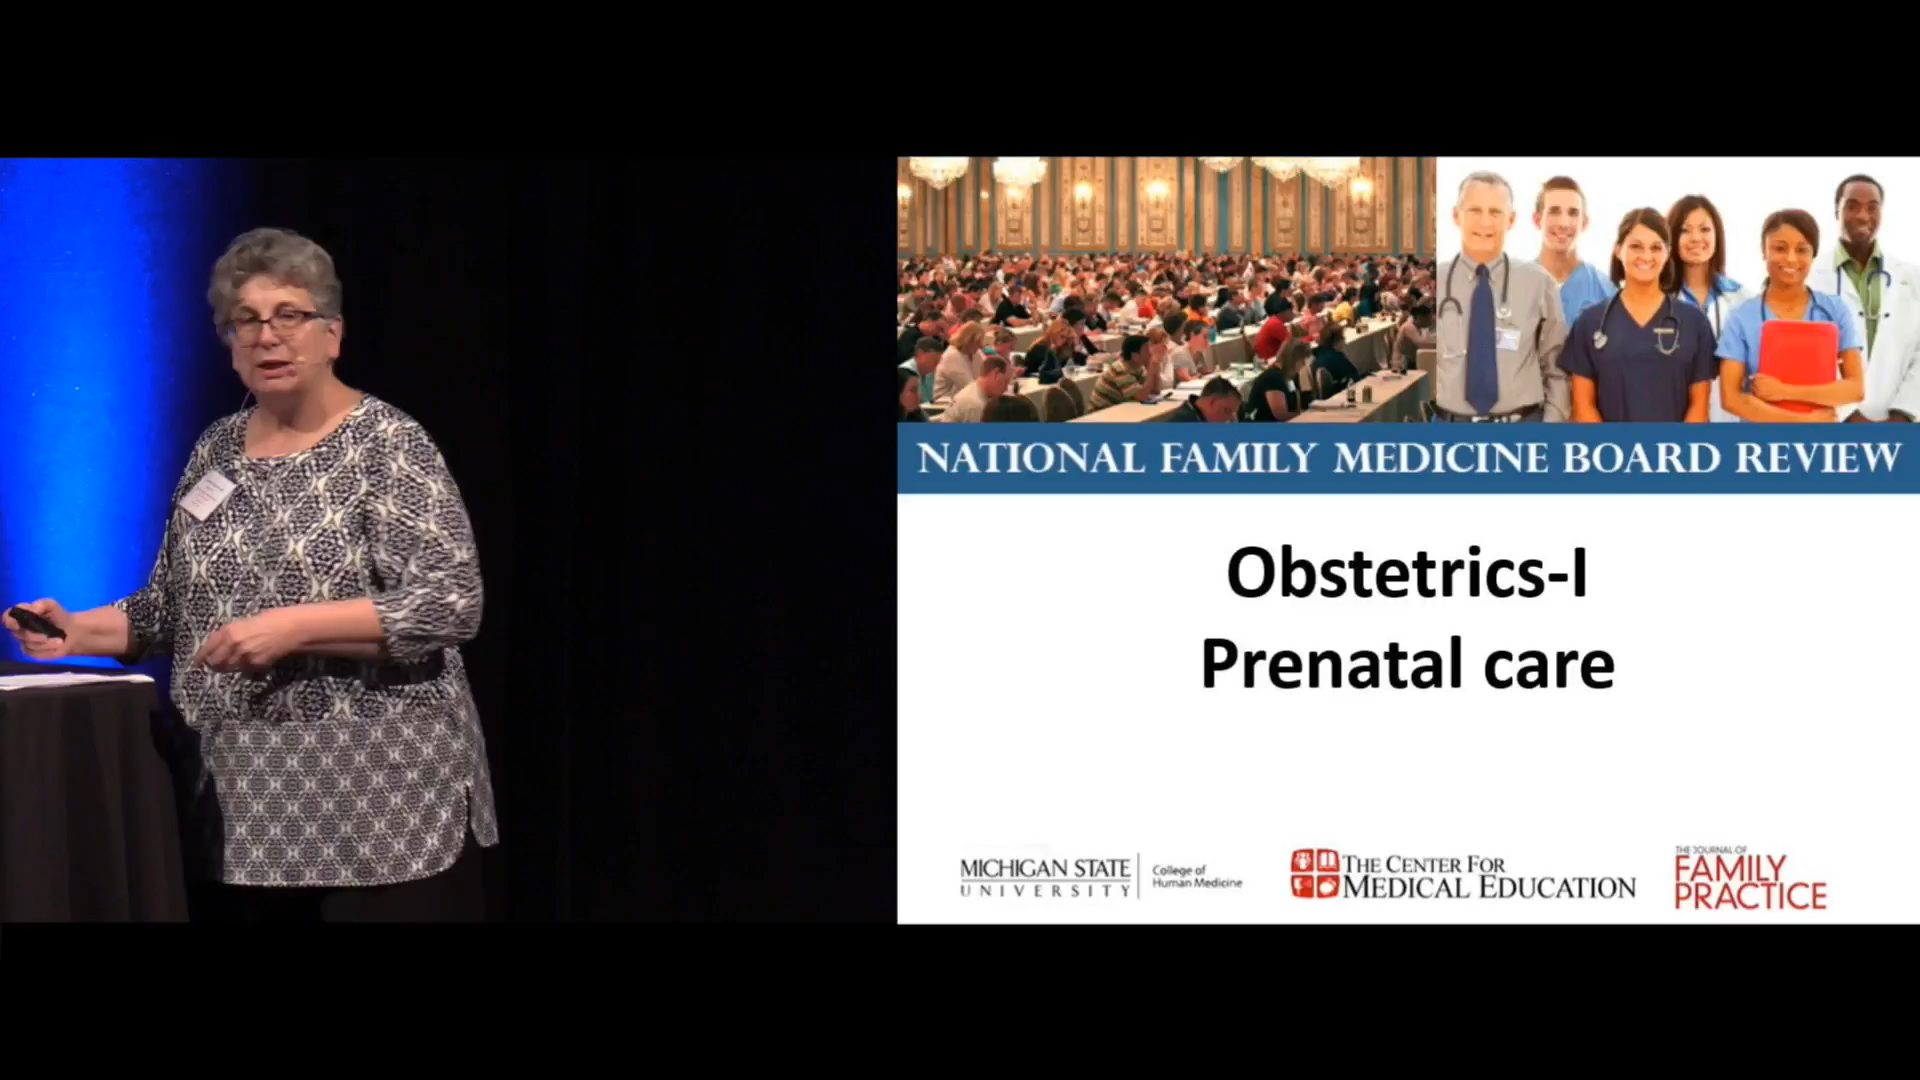 NATIONAL FAMILY MEDICINE BOARD REVIEW
Obstetrics-I
Prenatal care
MICHIGAN STATE
UNIVERSITY
College of
Human Medicine
THE CENTER FOR
MEDICAL EDUCATION
THE JOURNAL OF
FAMILY
PRACTICE